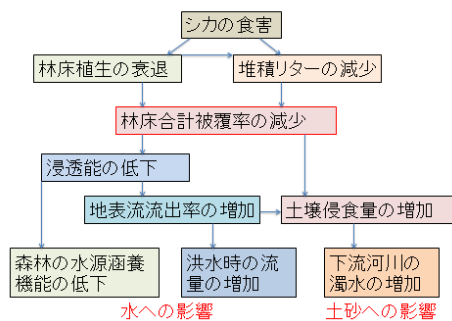 シカの食害
林床植生の衰退
堆積リターの減少
林床合計被覆率の減少
浸透能の低下
地表流流出率の増加
土壌侵食量の増加
森林の水源涵養
機能の低下
洪水時の流
量の増加
下流河川の
濁水の増加
水への影響
土砂への影響